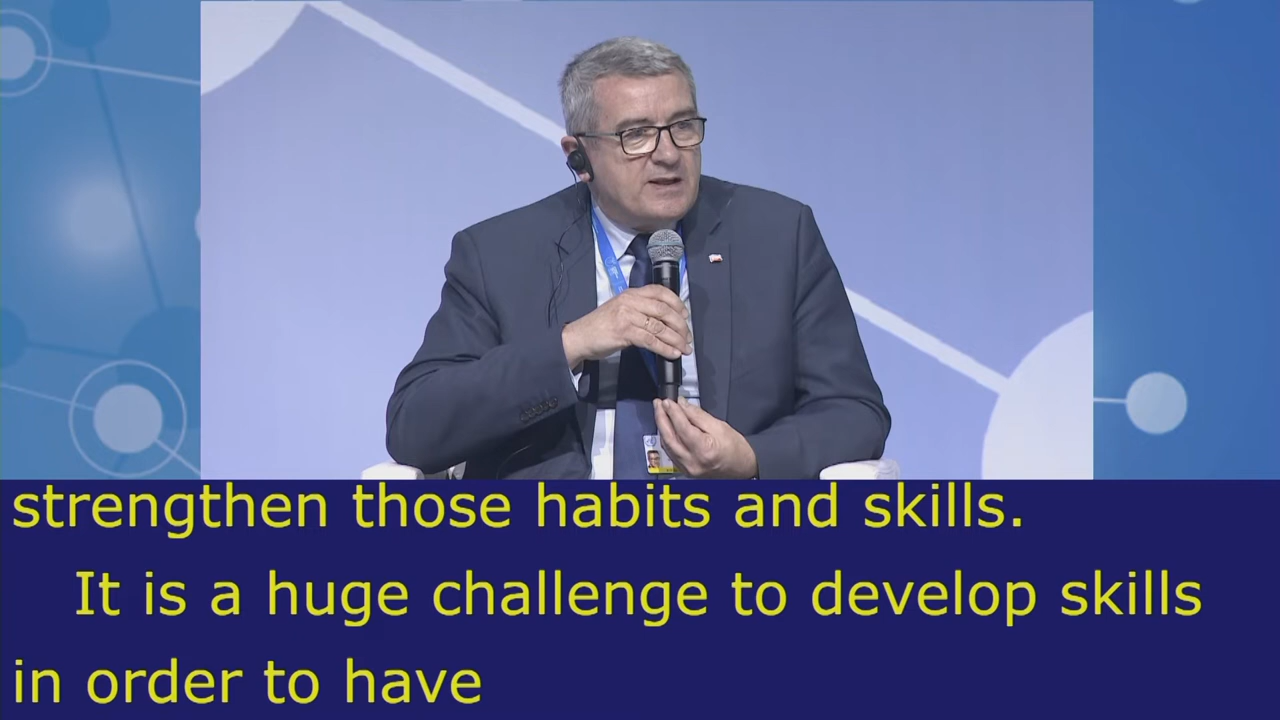 strengthen those habits and skills.
It is a huge challenge to develop skills
in order to have